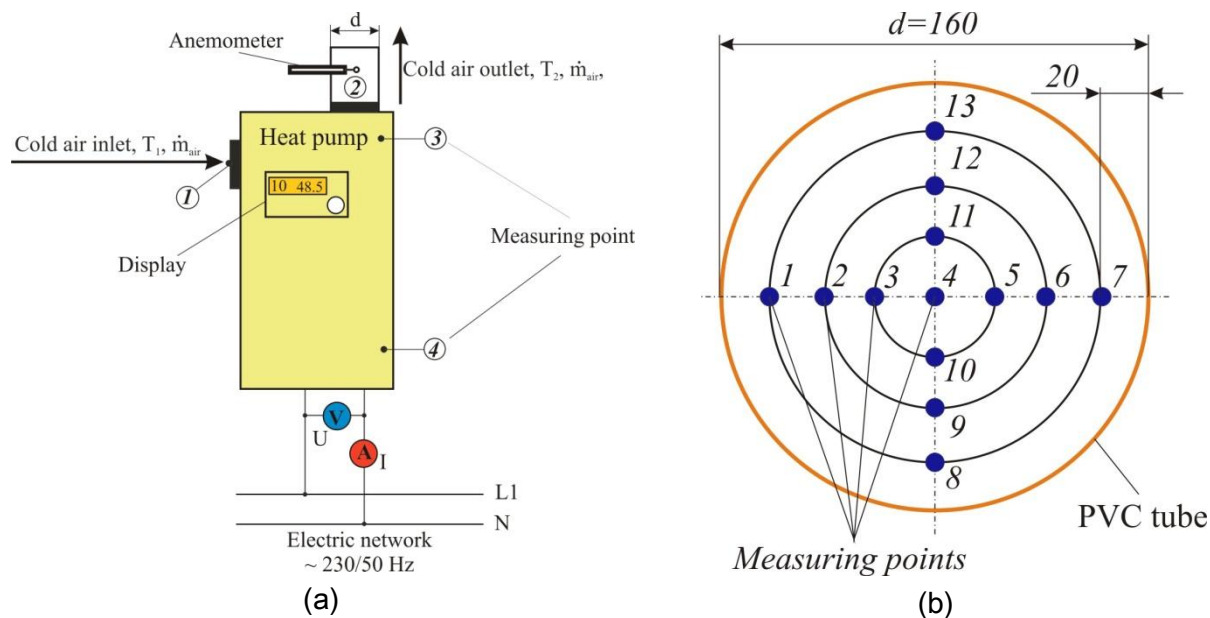 d
Anemometer
②
Cold air outlet, T₂, ṁair,
Heat pump
③
Cold air inlet, T₁, ṁair
①
10 48.5
Display
Measuring point
④
V
U
A
I
L1
N
Electric network
~ 230/50 Hz
(a)
d=160
20
13
12
11
1
2
3
4
5
6
7
10
9
8
PVC tube
Measuring points
(b)